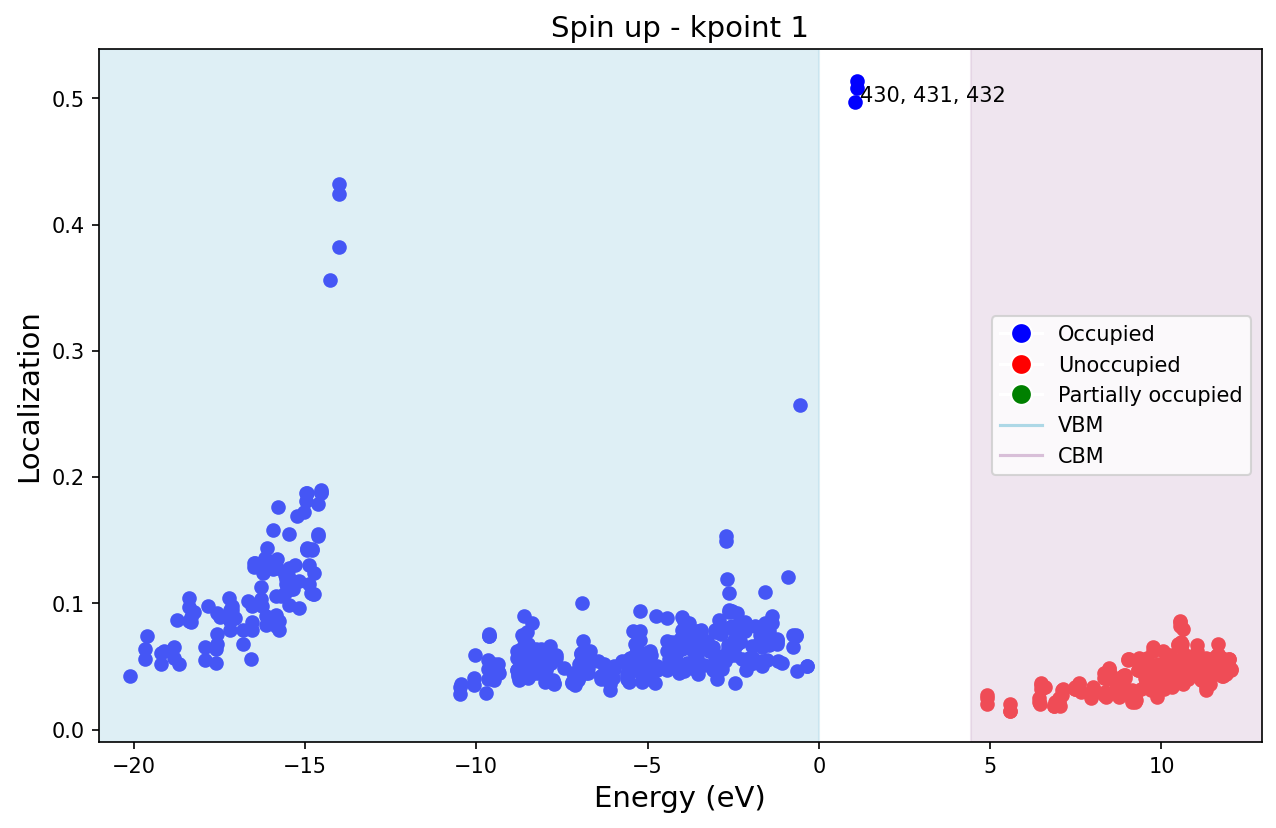 Spin up - kpoint 1
Localization
0.5
0.4
0.3
0.2
0.1
0.0
430, 431, 432
Occupied
Unoccupied
Partially occupied
VBM
CBM
−20
−15
−10
−5
0
5
10
Energy (eV)